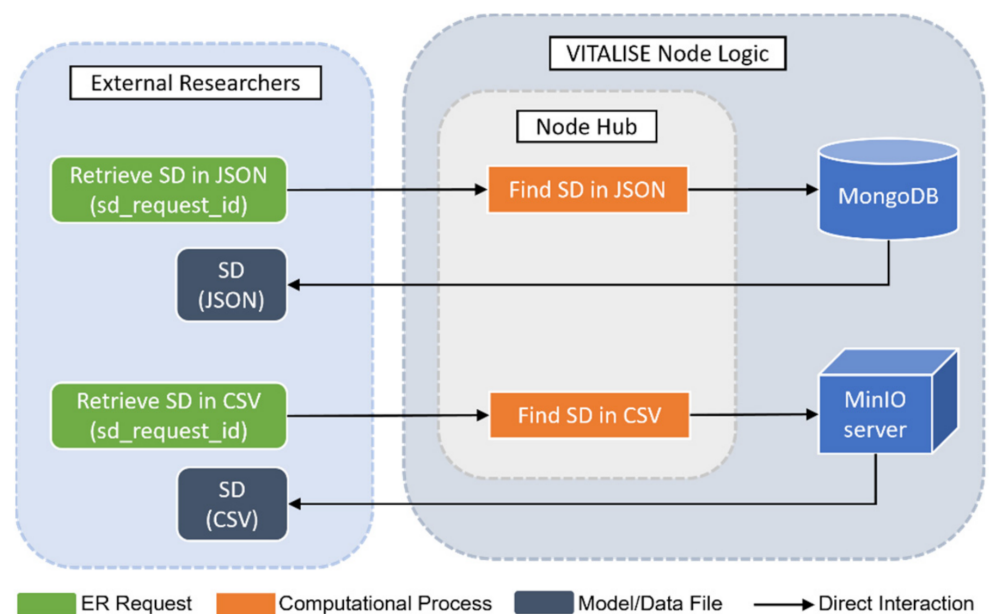 External Researchers
VITALISE Node Logic
Node Hub
Retrieve SD in JSON
(sd_request_id)
Find SD in JSON
MongoDB
SD
(JSON)
Retrieve SD in CSV
(sd_request_id)
Find SD in CSV
MinIO
server
SD
(CSV)
ER Request
Computational Process
Model/Data File
Direct Interaction